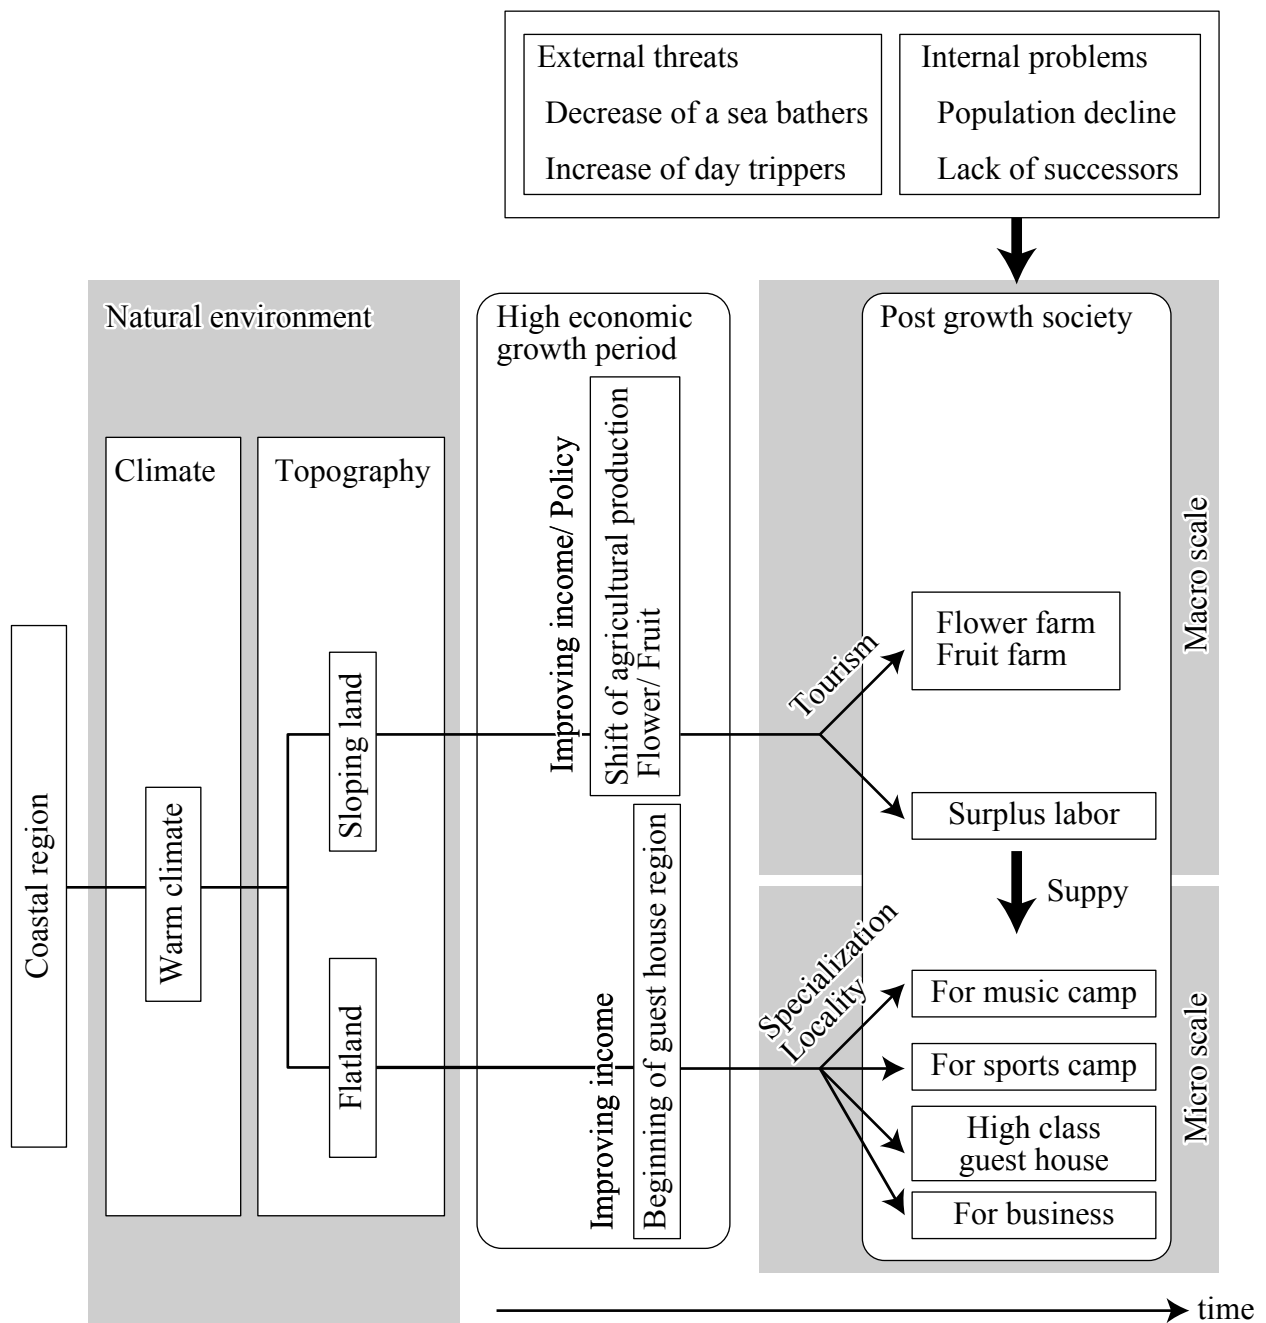 External threats
Decrease of a sea bathers
Increase of day trippers
Internal problems
Population decline
Lack of successors
Natural environment
High economic
growth period
Post growth society
Climate
Topography
Coastal region
Warm climate
Sloping land
Flatland
Improving income/ Policy
Shift of agricultural production
Flower/ Fruit
Improving income
Beginning of guest house region
Tourism
Flower farm
Fruit farm
Surplus labor
Suppy
Macro scale
Specialization
Locality
For music camp
For sports camp
High class
guest house
For business
Micro scale
time